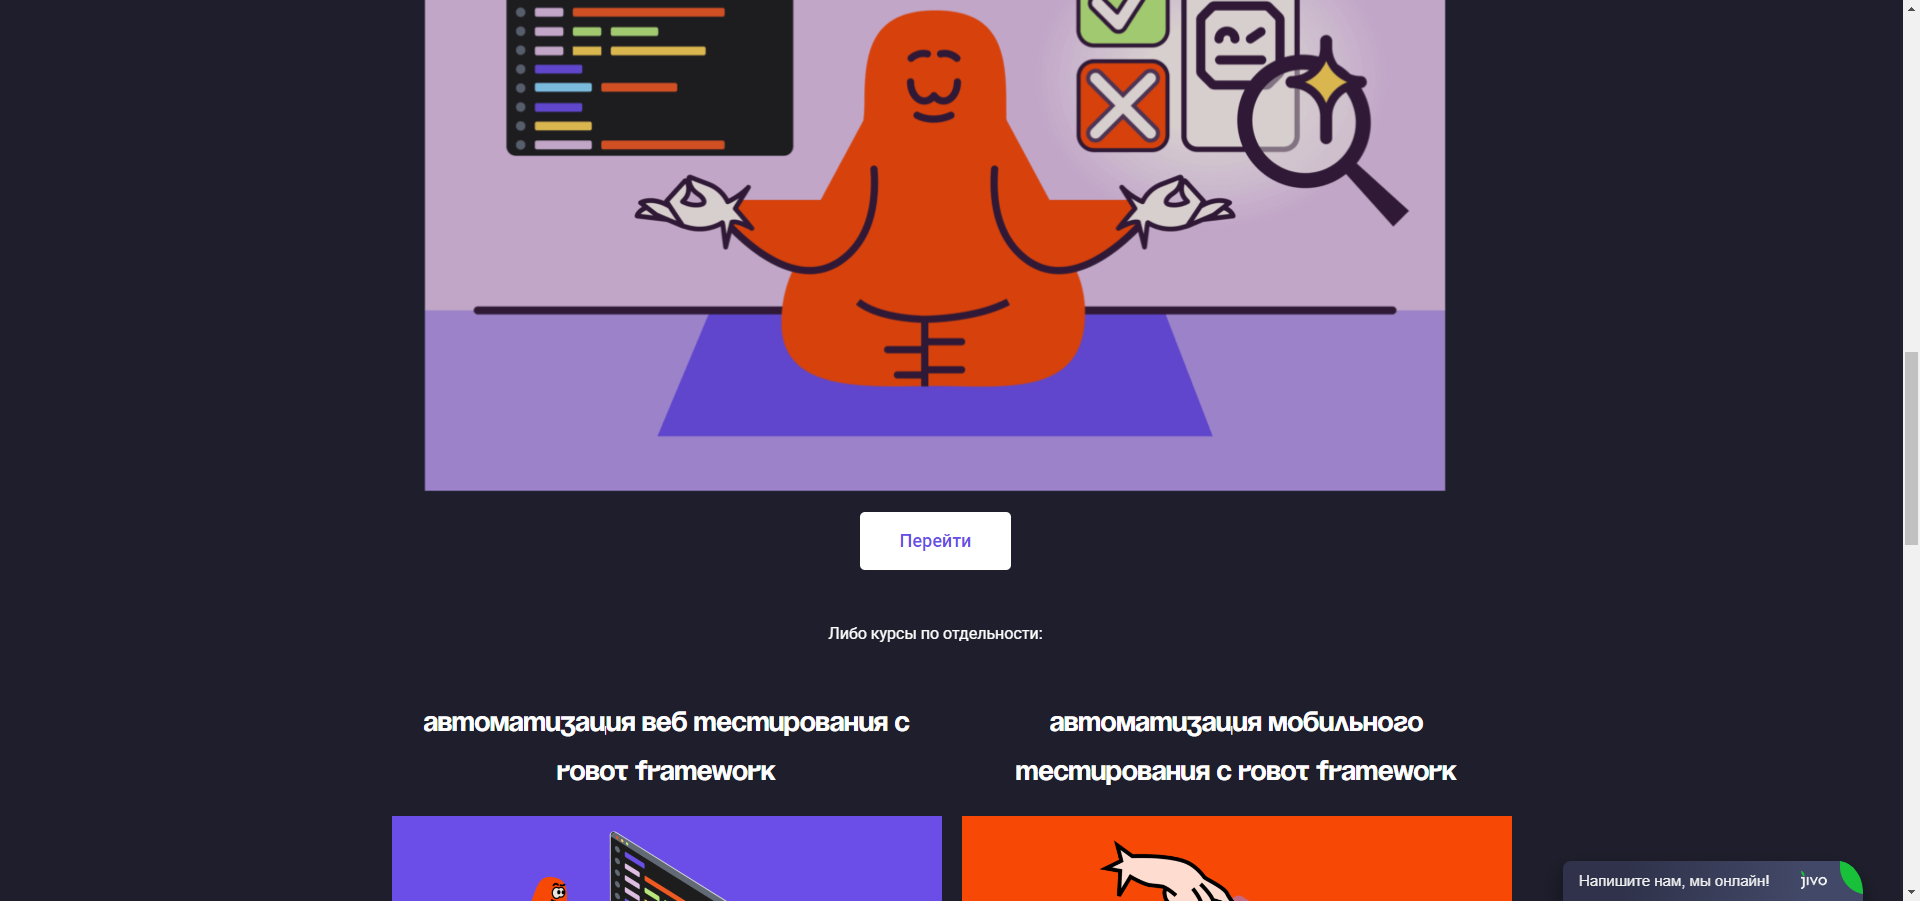 Перейти
Либо курсы по отдельности:
автоматизация веб тестирования с
robot framework
автоматизация мобильного
тестирования с robot framework
Напишите нам, мы онлайн! jivo